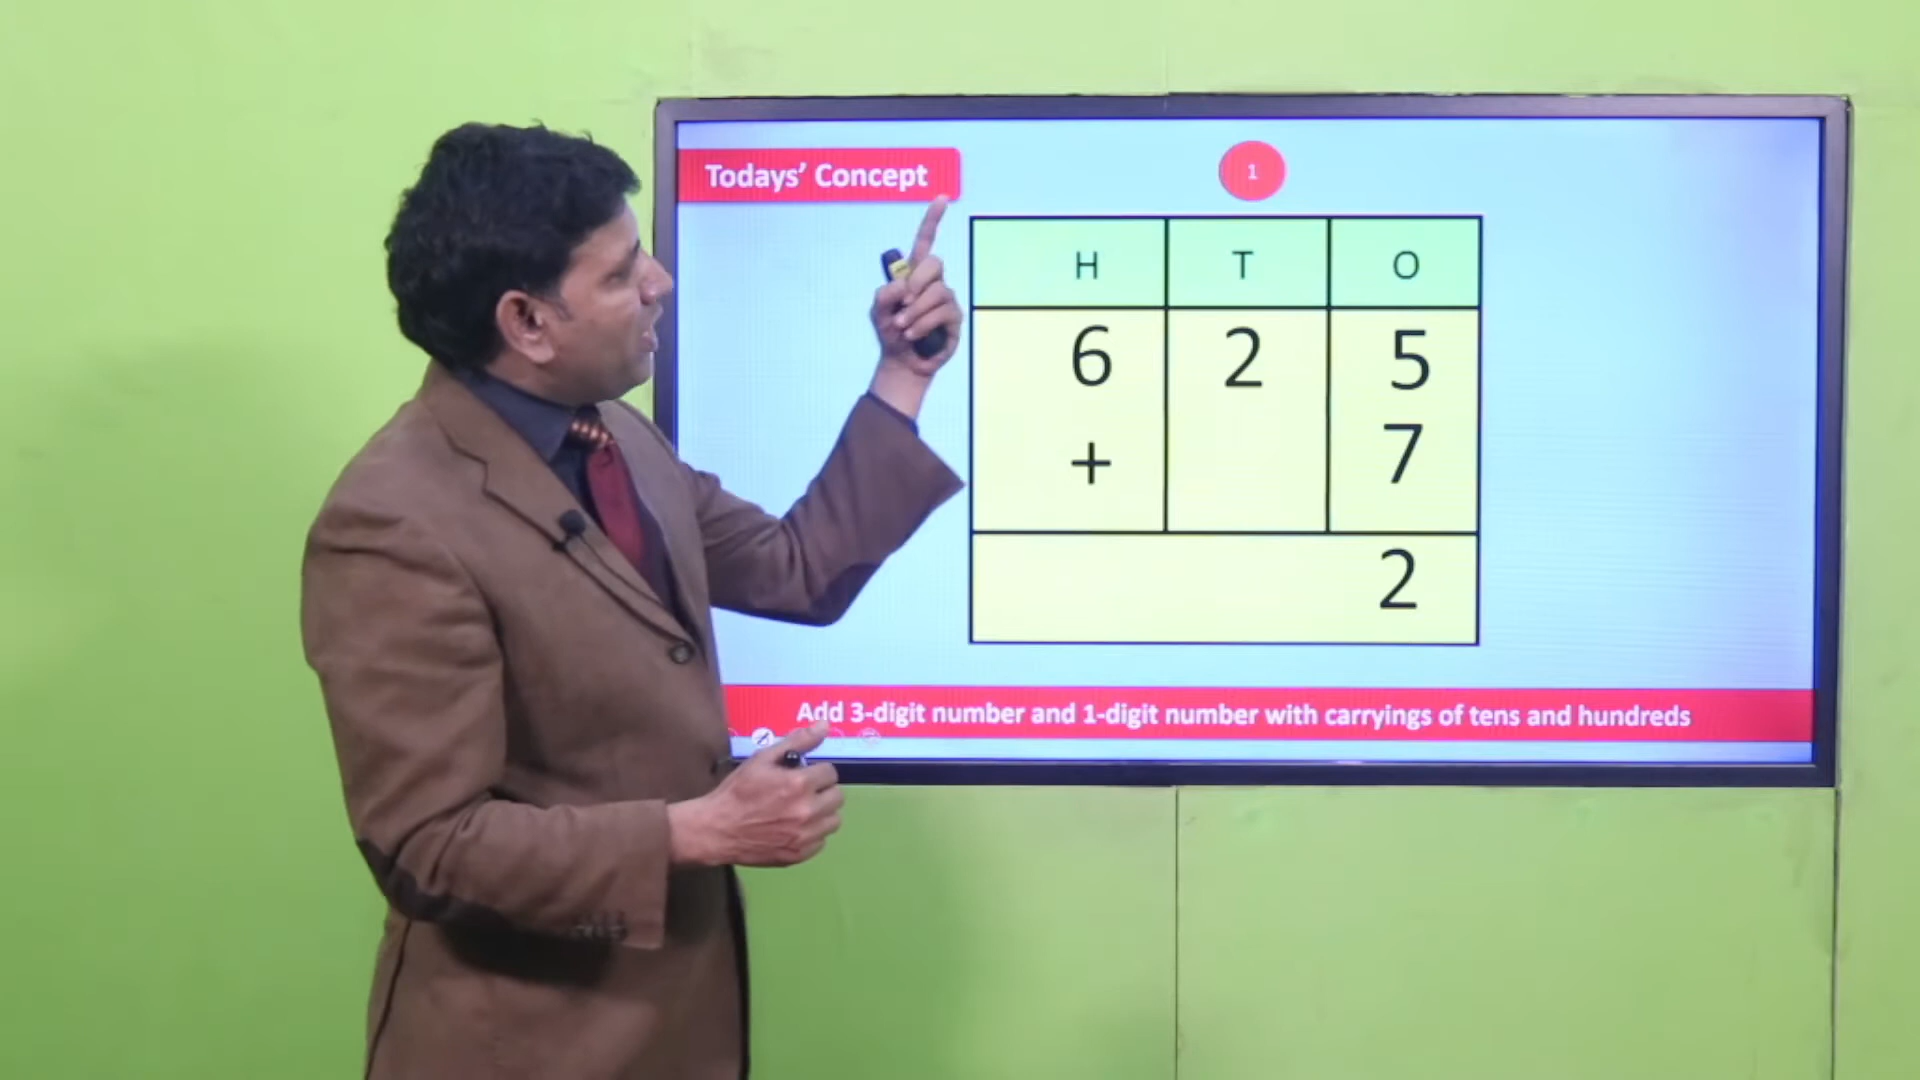 Todays' Concept
1
H T O
6 2 5
+ 7
2
Add 3-digit number and 1-digit number with carryings of tens and hundreds